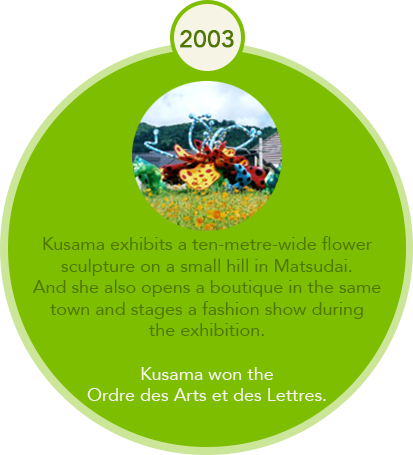 2003
Kusama exhibits a ten-metre-wide flower
sculpture on a small hill in Matsudai.
And she also opens a boutique in the same
town and stages a fashion show during
the exhibition.
Kusama won the
Ordre des Arts et des Lettres.